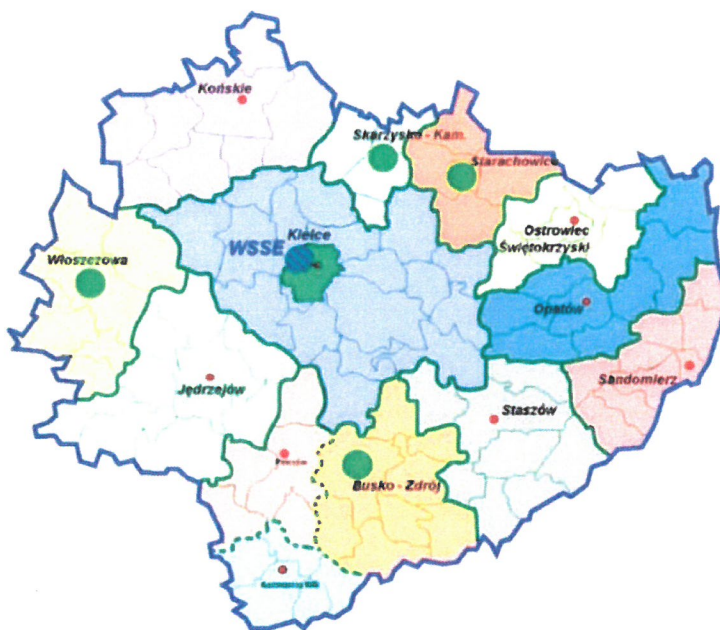 Końskie
Skarżysko - Kam.
Starachowice
Kielce
WSSE
Ostrowiec
Świętokrzyski
Włoszczowa
Opatów
Sandomierz
Jędrzejów
Staszów
Busko - Zdrój